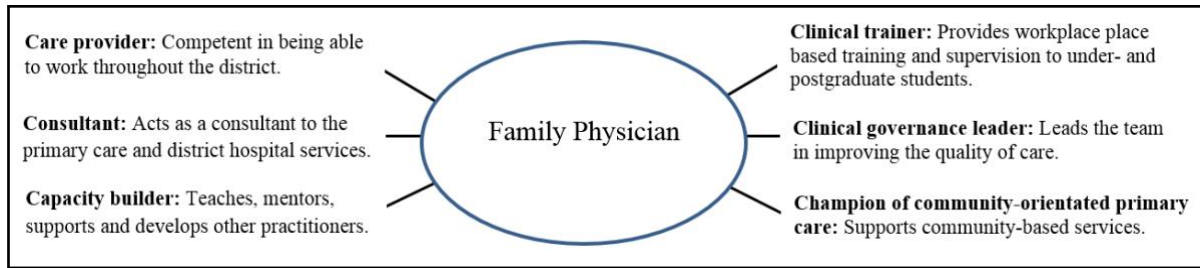 Care provider: Competent in being able
to work throughout the district.
Consultant: Acts as a consultant to the
primary care and district hospital services.
Capacity builder: Teaches, mentors,
supports and develops other practitioners.
Family Physician
Clinical trainer: Provides workplace place
based training and supervision to under- and
postgraduate students.
Clinical governance leader: Leads the team
in improving the quality of care.
Champion of community-orientated primary
care: Supports community-based services.